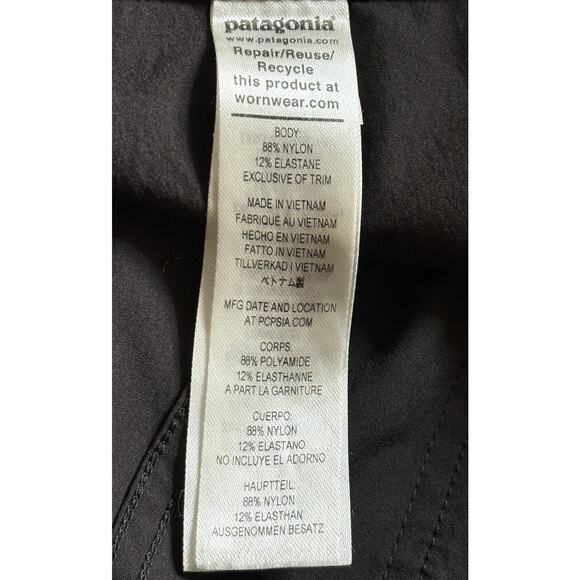 patagonia
www.patagonia.com
Repair/Reuse/
Recycle
this product at
wornwear.com
BODY:
88% NYLON
12% ELASTANE
EXCLUSIVE OF TRIM
MADE IN VIETNAM
FABRIQUÉ AU VIETNAM
HECHO EN VIETNAM
FATTO IN VIETNAM
TILLVERKAD I VIETNAM
ベトナム製
MFG DATE AND LOCATION
AT PCPSIA.COM
CORPS:
88% POLYAMIDE
12% ELASTHANNE
A PART LA GARNITURE
CUERPO:
88% NYLON
12% ELASTANO
NO INCLUYE EL ADORNO
HAUPTTEIL:
88% NYLON
12% ELASTHAN
AUSGENOMMEN BESATZ